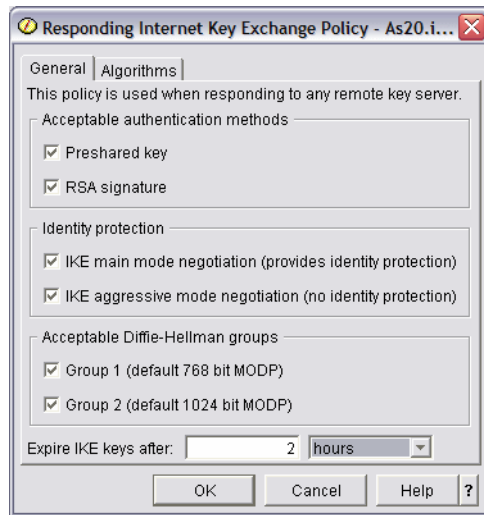 Responding Internet Key Exchange Policy - As20.i...
General
Algorithms
This policy is used when responding to any remote key server.
Acceptable authentication methods
Preshared key
RSA signature
Identity protection
IKE main mode negotiation (provides identity protection)
IKE aggressive mode negotiation (no identity protection)
Acceptable Diffie-Hellman groups
Group 1 (default 768 bit MODP)
Group 2 (default 1024 bit MODP)
Expire IKE keys after: 2 hours
OK Cancel Help ?